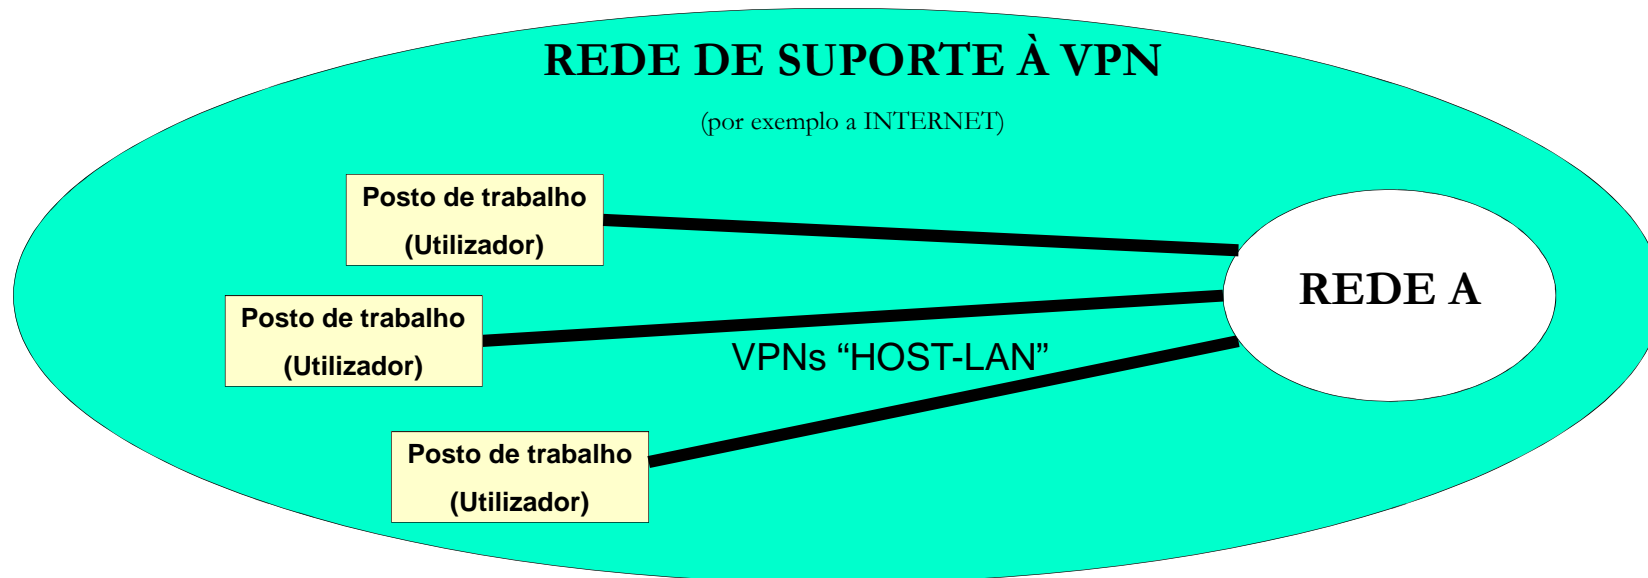 REDE DE SUPORTE À VPN
(por exemplo a INTERNET)
Posto de trabalho
(Utilizador)
REDE A
Posto de trabalho
(Utilizador)
VPNs “HOST-LAN”
Posto de trabalho
(Utilizador)